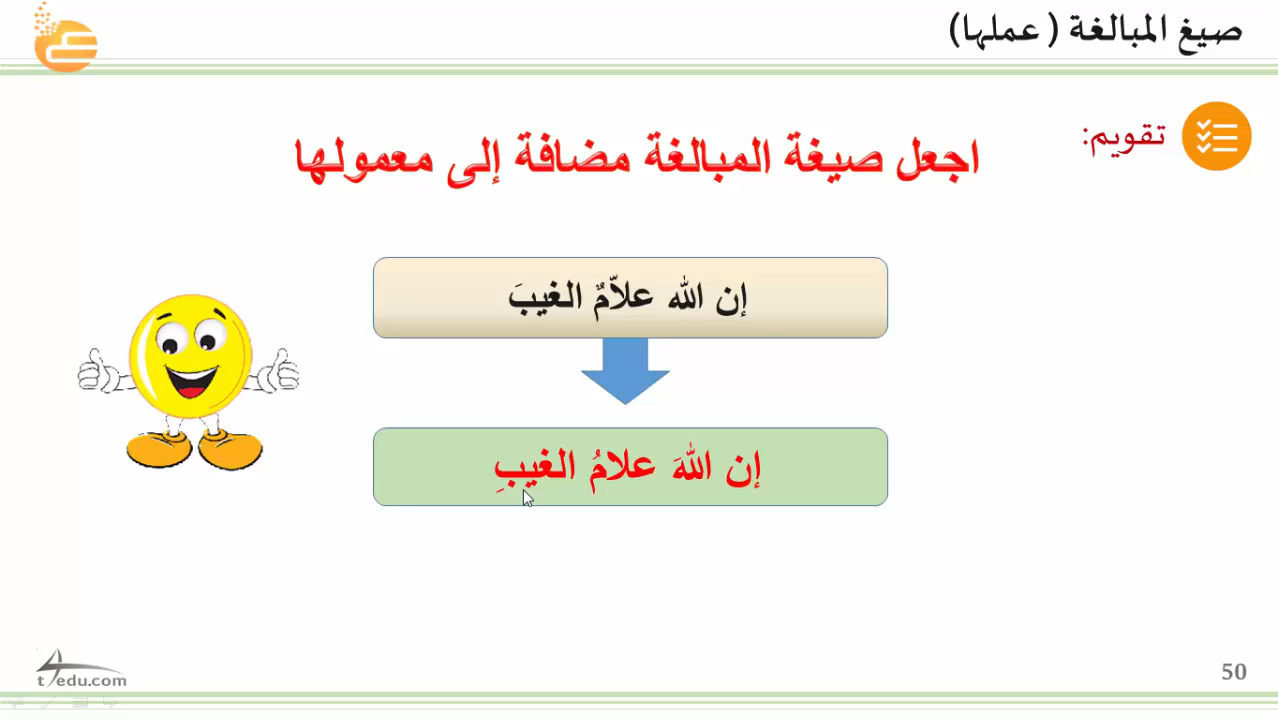 صيغ المبالغة ( عملها)
تقويم:
اجعل صيغة المبالغة مضافة إلى معمولها
إن الله علاّمٌ الغيبَ
إن اللهَ علامُ الغيبِ
t4edu.com
50